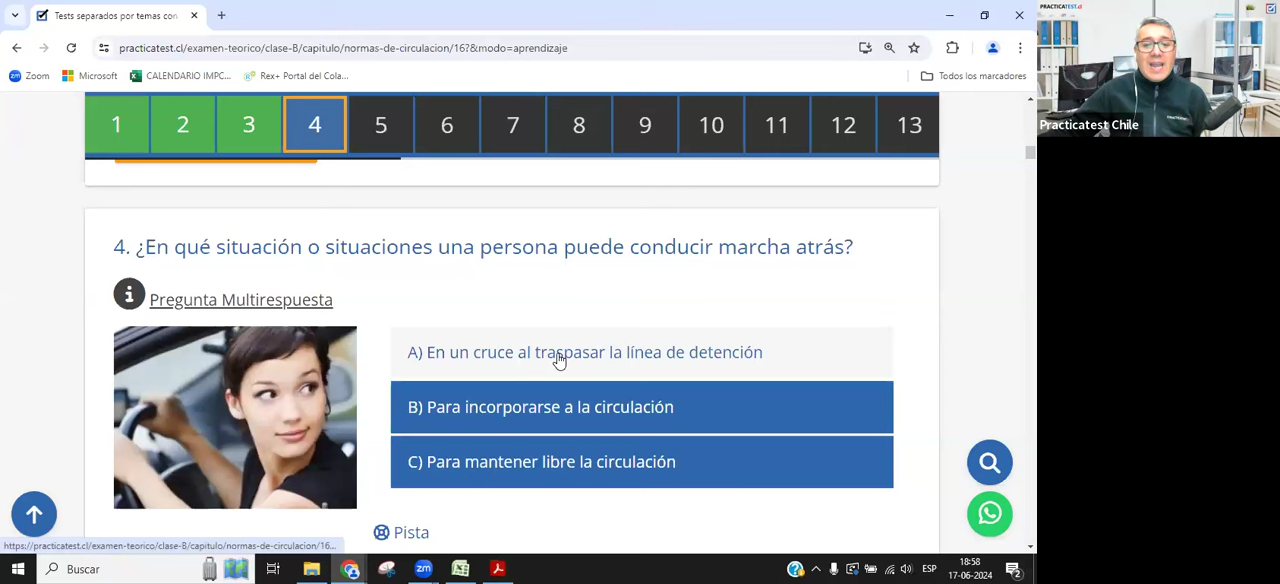 Tests separados por temas con
practicatest.cl/examen-teorico/clase-B/capitulo/normas-de-circulacion/167&modo=aprendizaje
Zoom
Microsoft
CALENDARIO IMPC...
Rex+ Portal del Cola...
Todos los marcadores
PRACTICATEST.cl
Practicatest Chile
1 2 3 4 5 6 7 8 9 10 11 12 13
4. ¿En qué situación o situaciones una persona puede conducir marcha atrás?
Pregunta Multirespuesta
A) En un cruce al traspasar la línea de detención
B) Para incorporarse a la circulación
C) Para mantener libre la circulación
Pista
https://practicatest.cl/examen-teorico/clase-B/capitulo/normas-de-circulacion/16...
Buscar
ESP
18:58
17-06-2024
2